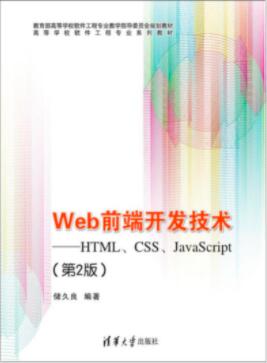 教育部高等学校软件工程专业教学指导委员会规划教材
高等学校软件工程专业系列教材
Web前端开发技术
——HTML、CSS、JavaScript
(第2版)
储久良 编著
清华大学出版社